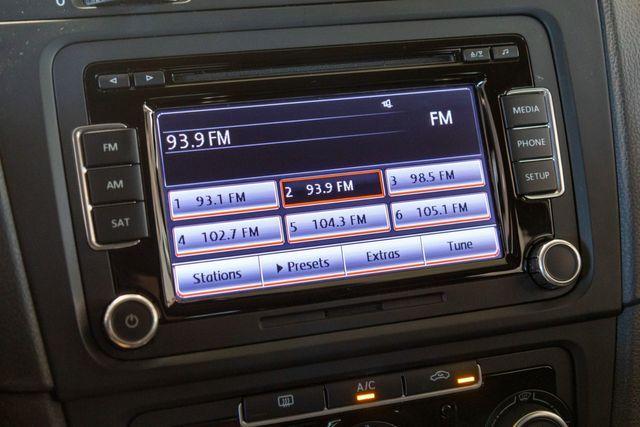 0
93.9 FM
FM
1 93.1 FM
2 93.9 FM
3 98.5 FM
4 102.7 FM
5 104.3 FM
6 105.1 FM
Stations
Presets
Extras
Tune
FM
AM
SAT
MEDIA
PHONE
SETUP
A/C